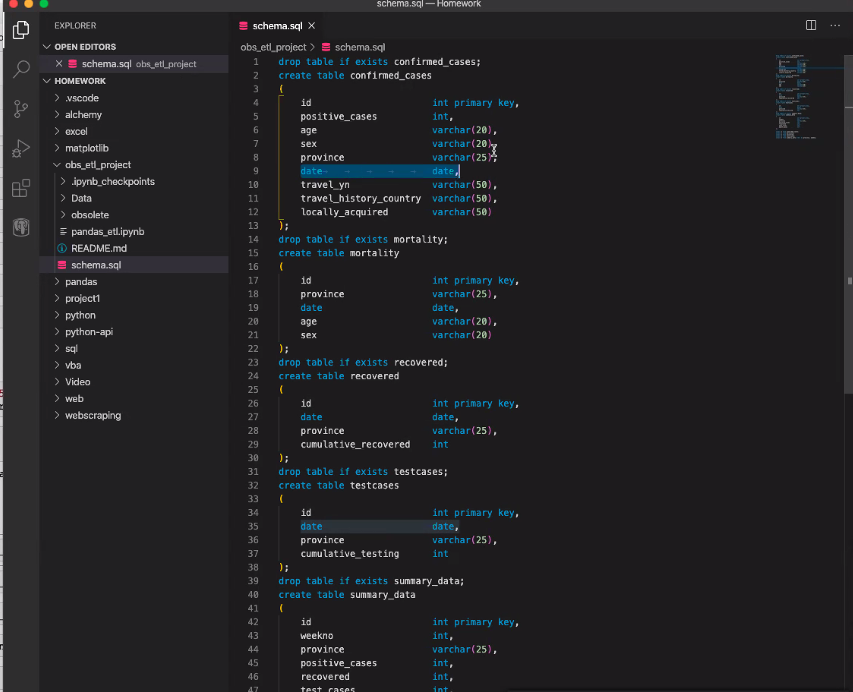 schema.sql — Homework
EXPLORER
OPEN EDITORS
schema.sql obs_etl_project
HOMEWORK
.vscode
alchemy
excel
matplotlib
obs_etl_project
.ipynb_checkpoints
Data
obsolete
pandas_etl.ipynb
README.md
schema.sql
pandas
project1
python
python-api
sql
vba
Video
web
webscraping
schema.sql
obs_etl_project > schema.sql
1 drop table if exists confirmed_cases;
2 create table confirmed_cases
3 (
4 id int primary key,
5 positive_cases int,
6 age varchar(20),
7 sex varchar(20),
8 province varchar(25),
9 date date,
10 travel_yn varchar(50),
11 travel_history_country varchar(50),
12 locally_acquired varchar(50)
13 );
14 drop table if exists mortality;
15 create table mortality
16 (
17 id int primary key,
18 province varchar(25),
19 date date,
20 age varchar(20),
21 sex varchar(20)
22 );
23 drop table if exists recovered;
24 create table recovered
25 (
26 id int primary key,
27 date date,
28 province varchar(25),
29 cumulative_recovered int
30 );
31 drop table if exists testcases;
32 create table testcases
33 (
34 id int primary key,
35 date date,
36 province varchar(25),
37 cumulative_testing int
38 );
39 drop table if exists summary_data;
40 create table summary_data
41 (
42 id int primary key,
43 weekno int,
44 province varchar(25),
45 positive_cases int,
46 recovered int,
47 test_cases int,